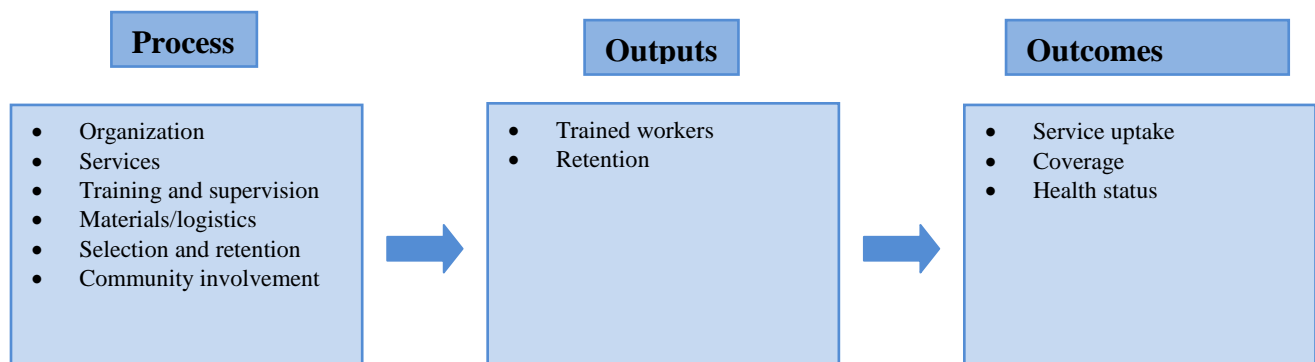 Process
• Organization
• Services
• Training and supervision
• Materials/logistics
• Selection and retention
• Community involvement
Outputs
• Trained workers
• Retention
Outcomes
• Service uptake
• Coverage
• Health status